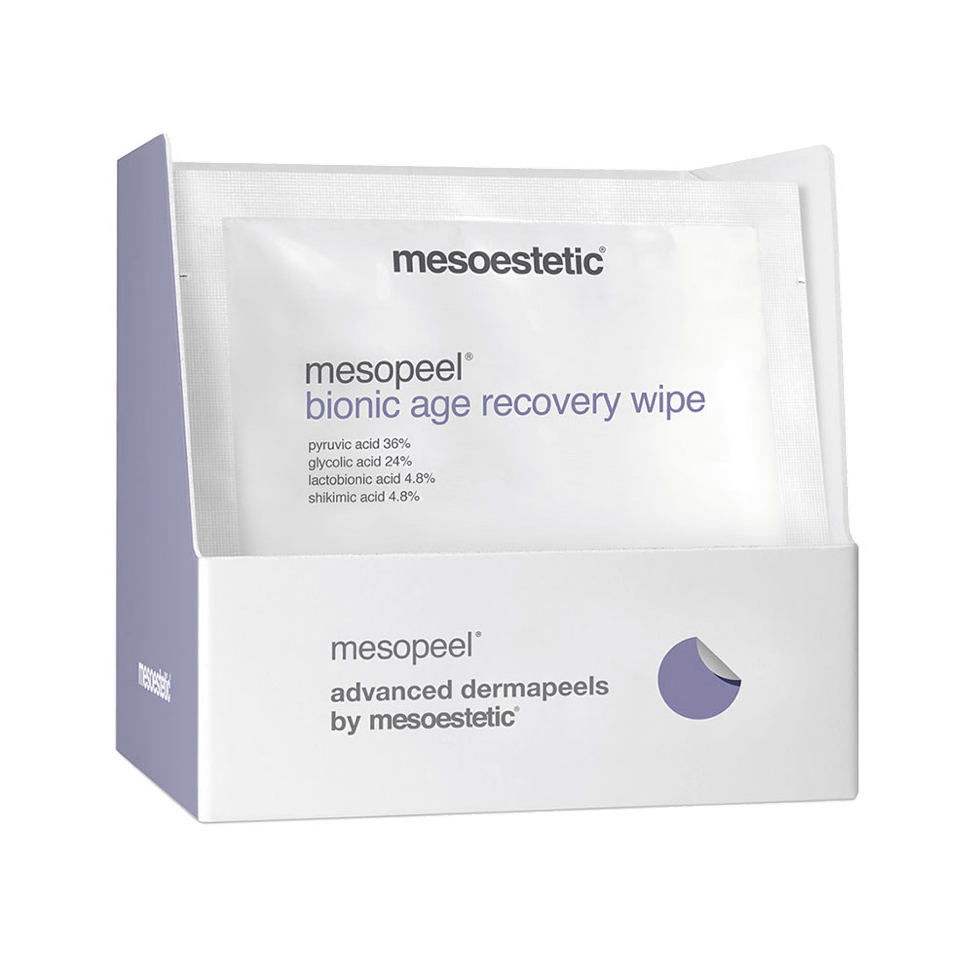 mesoestetic®
mesopeel®
bionic age recovery wipe
pyruvic acid 36%
glycolic acid 24%
lactobionic acid 4.8%
shikimic acid 4.8%
mesopeel®
advanced dermapeels
by mesoestetic®
mesoestetic®